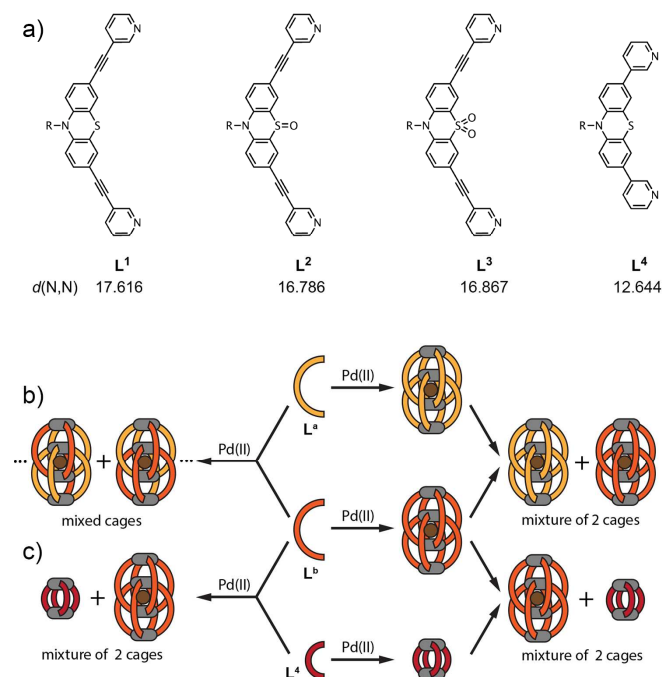 a)
N
N
N
N
R
N
S
R
N
S=O
R
N
S
O
O
R
N
S
N
N
N
N
L¹
L²
L³
L⁴
d(N,N)
17.616
16.786
16.867
12.644
b)
Pd(II)
Lᵃ
Pd(II)
...
+
...
+
mixed cages
Pd(II)
mixture of 2 cages
c)
Lᵇ
Pd(II)
+
+
mixture of 2 cages
L⁴
Pd(II)
mixture of 2 cages